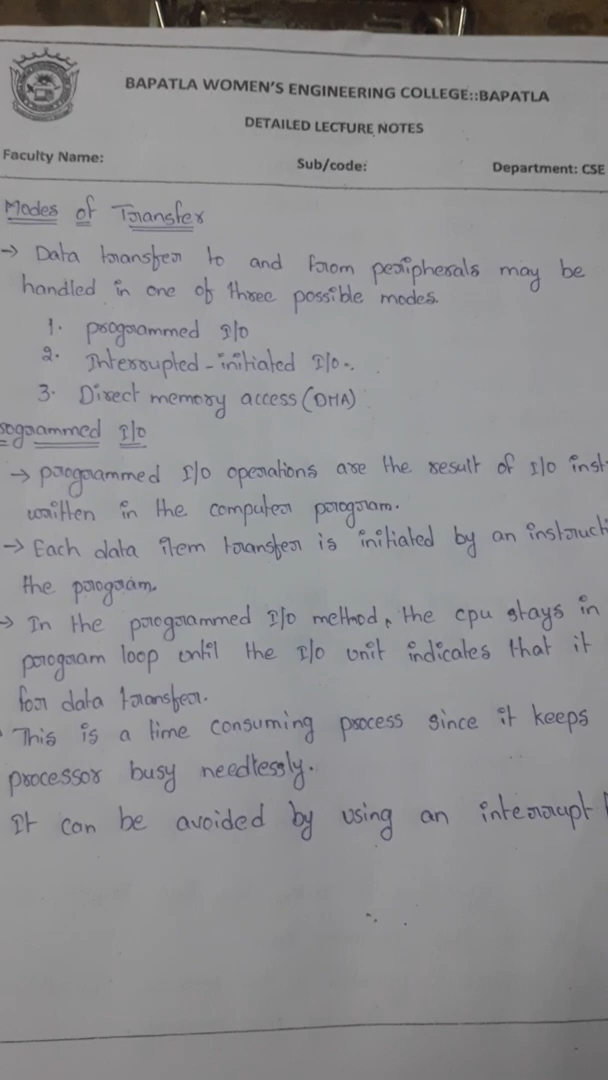 BAPATLA WOMEN'S ENGINEERING COLLEGE::BAPATLA
DETAILED LECTURE NOTES
Faculty Name: Sub/code: Department: CSE
Modes of Transfer
→ Data transfer to and from peripherals may be
handled in one of three possible modes.
1. programmed I/O
2. Interrupted-initiated I/O.
3. Direct memory access (DMA)
rogrammed I/O
→ programmed I/O operations are the result of I/O inst
written in the computer program.
→ Each data item transfer is initiated by an instruct
the program.
→ In the programmed I/O method, the cpu stays in
program loop until the I/O unit indicates that it
for data transfer.
This is a time consuming process since it keeps
processor busy needlessly.
It can be avoided by using an interrupt